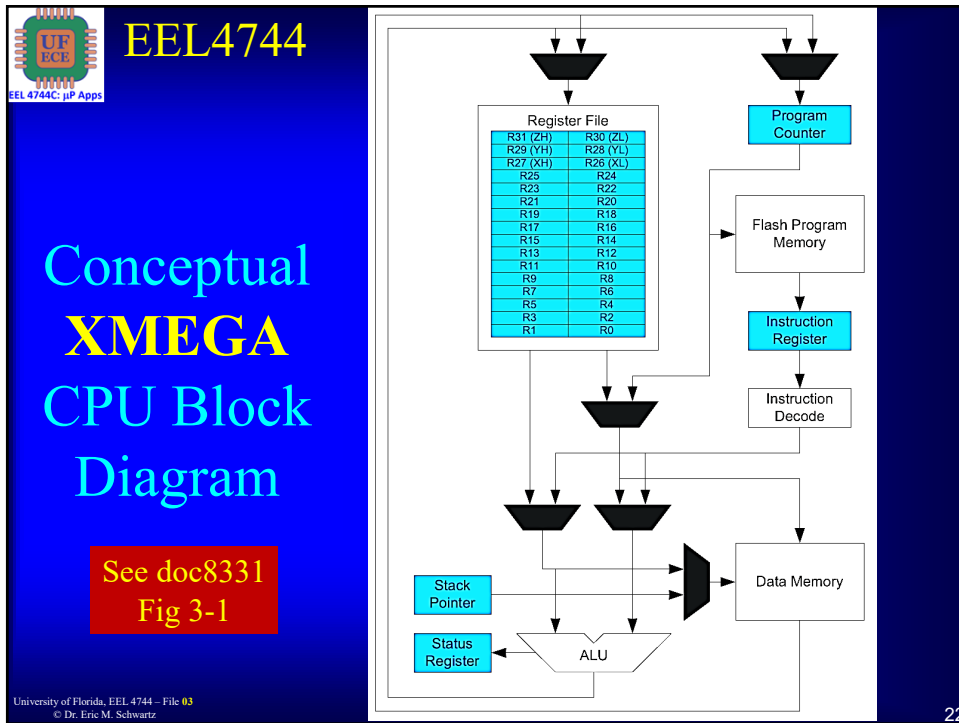 UF
ECE
EEL 4744C: µP Apps
EEL4744
Conceptual
XMEGA
CPU Block
Diagram
See doc8331
Fig 3-1
University of Florida, EEL 4744 – File 03
© Dr. Eric M. Schwartz
Register File
R31 (ZH) R30 (ZL)
R29 (YH) R28 (YL)
R27 (XH) R26 (XL)
R25 R24
R23 R22
R21 R20
R19 R18
R17 R16
R15 R14
R13 R12
R11 R10
R9 R8
R7 R6
R5 R4
R3 R2
R1 R0
Program
Counter
Flash Program
Memory
Instruction
Register
Instruction
Decode
Stack
Pointer
Data Memory
Status
Register
ALU
22